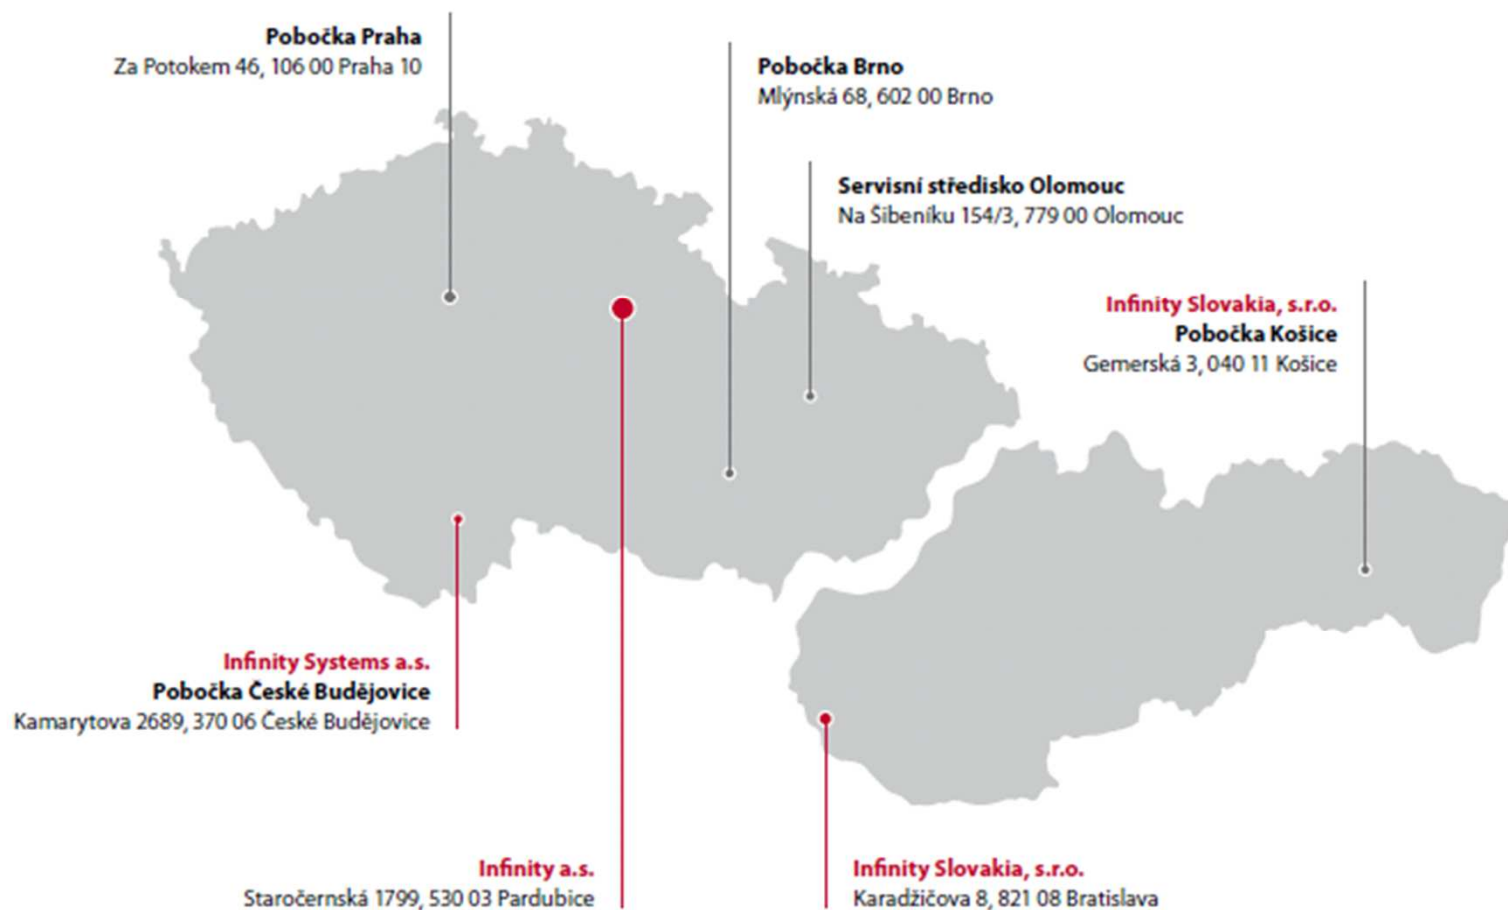 Pobočka Praha
Za Potokem 46, 106 00 Praha 10
Pobočka Brno
Mlýnská 68, 602 00 Brno
Servisní středisko Olomouc
Na Šibeníku 154/3, 779 00 Olomouc
Infinity Slovakia, s.r.o.
Pobočka Košice
Gemerská 3, 040 11 Košice
Infinity Systems a.s.
Pobočka České Budějovice
Kamarytova 2689, 370 06 České Budějovice
Infinity a.s.
Staročernská 1799, 530 03 Pardubice
Infinity Slovakia, s.r.o.
Karadžičova 8, 821 08 Bratislava